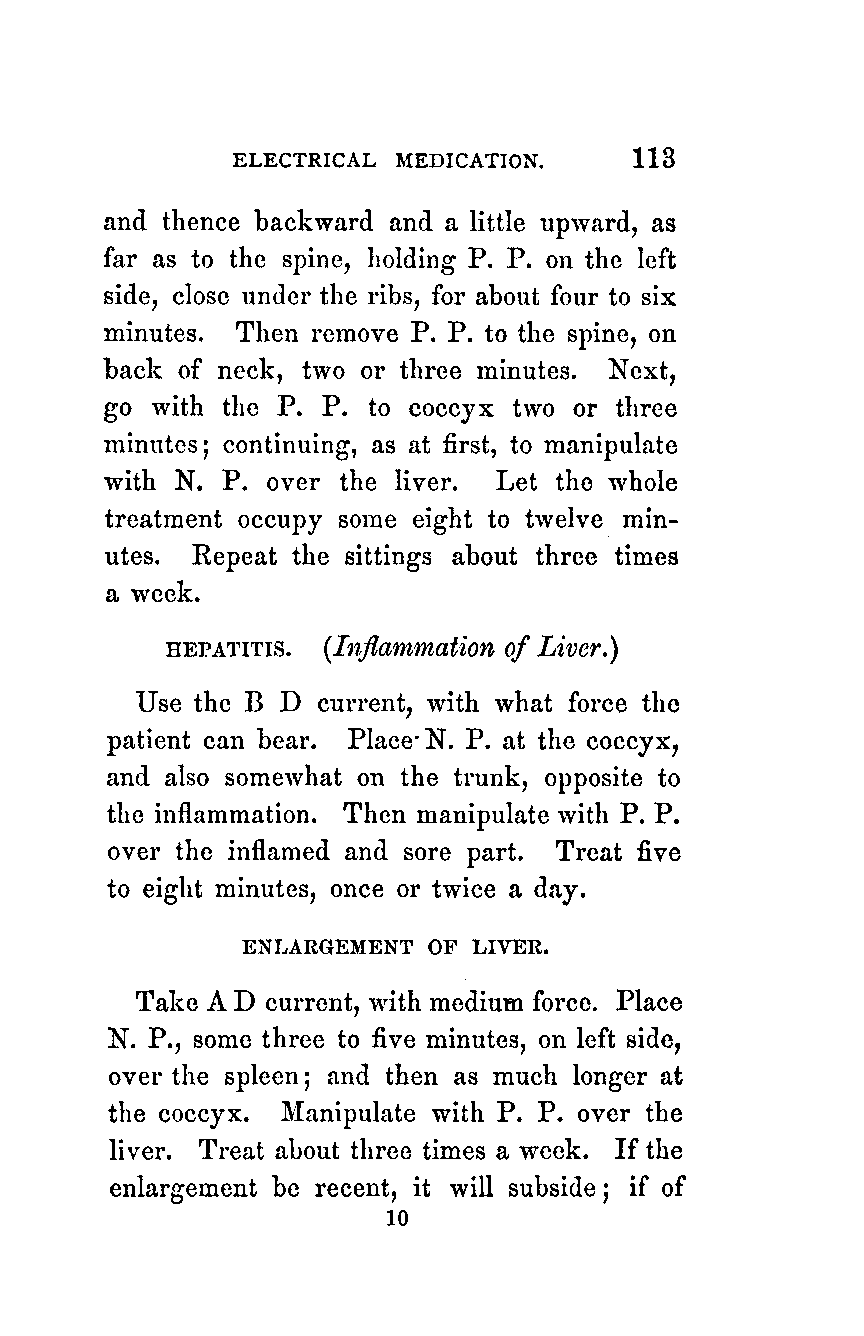 ELECTRICAL MEDICATION. 113
and thence backward and a little upward, as
far as to the spine, holding P. P. on the left
side, close under the ribs, for about four to six
minutes. Then remove P. P. to the spine, on
back of neck, two or three minutes. Next,
go with the P. P. to coccyx two or three
minutes; continuing, as at first, to manipulate
with N. P. over the liver. Let the whole
treatment occupy some eight to twelve min-
utes. Repeat the sittings about three times
a week.
HEPATITIS. (Inflammation of Liver.)
Use the B D current, with what force the
patient can bear. Place N. P. at the coccyx,
and also somewhat on the trunk, opposite to
the inflammation. Then manipulate with P. P.
over the inflamed and sore part. Treat five
to eight minutes, once or twice a day.
ENLARGEMENT OF LIVER.
Take A D current, with medium force. Place
N. P., some three to five minutes, on left side,
over the spleen; and then as much longer at
the coccyx. Manipulate with P. P. over the
liver. Treat about three times a week. If the
enlargement be recent, it will subside; if of
10